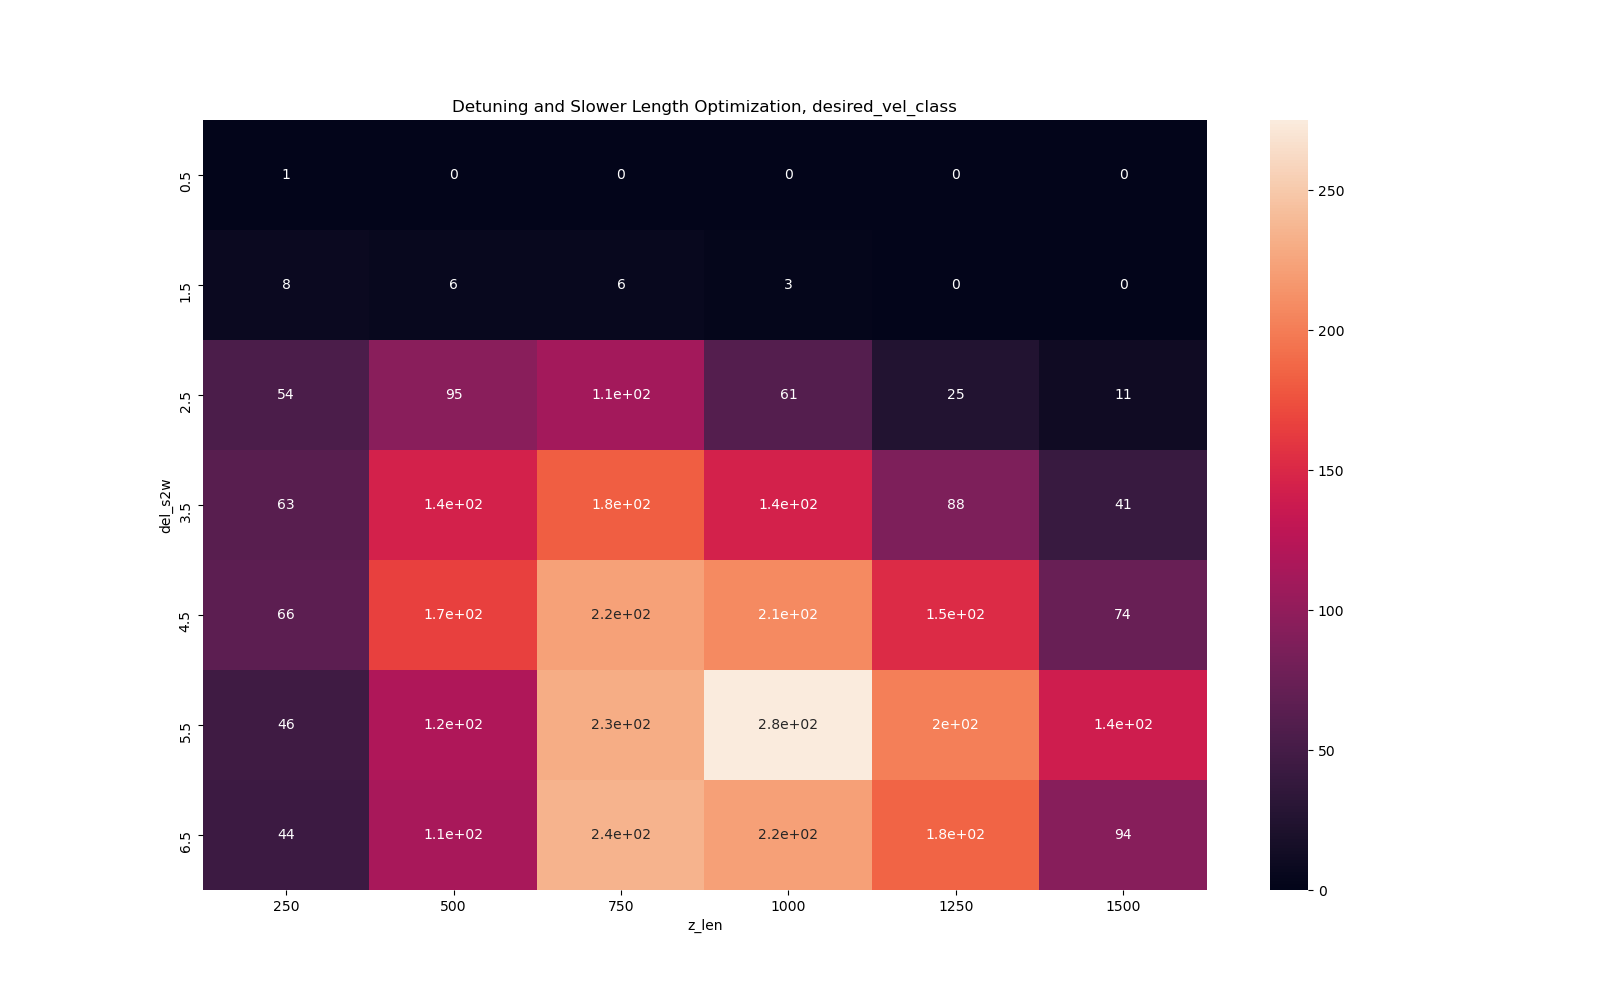 Detuning and Slower Length Optimization, desired_vel_class
0.5 1 0 0 0 0 0
1.5 8 6 6 3 0 0
2.5 54 95 1.1e+02 61 25 11
3.5 63 1.4e+02 1.8e+02 1.4e+02 88 41
4.5 66 1.7e+02 2.2e+02 2.1e+02 1.5e+02 74
5.5 46 1.2e+02 2.3e+02 2.8e+02 2e+02 1.4e+02
6.5 44 1.1e+02 2.4e+02 2.2e+02 1.8e+02 94
250 500 750 1000 1250 1500
z_len
del_s2w
250
200
150
100
50
0